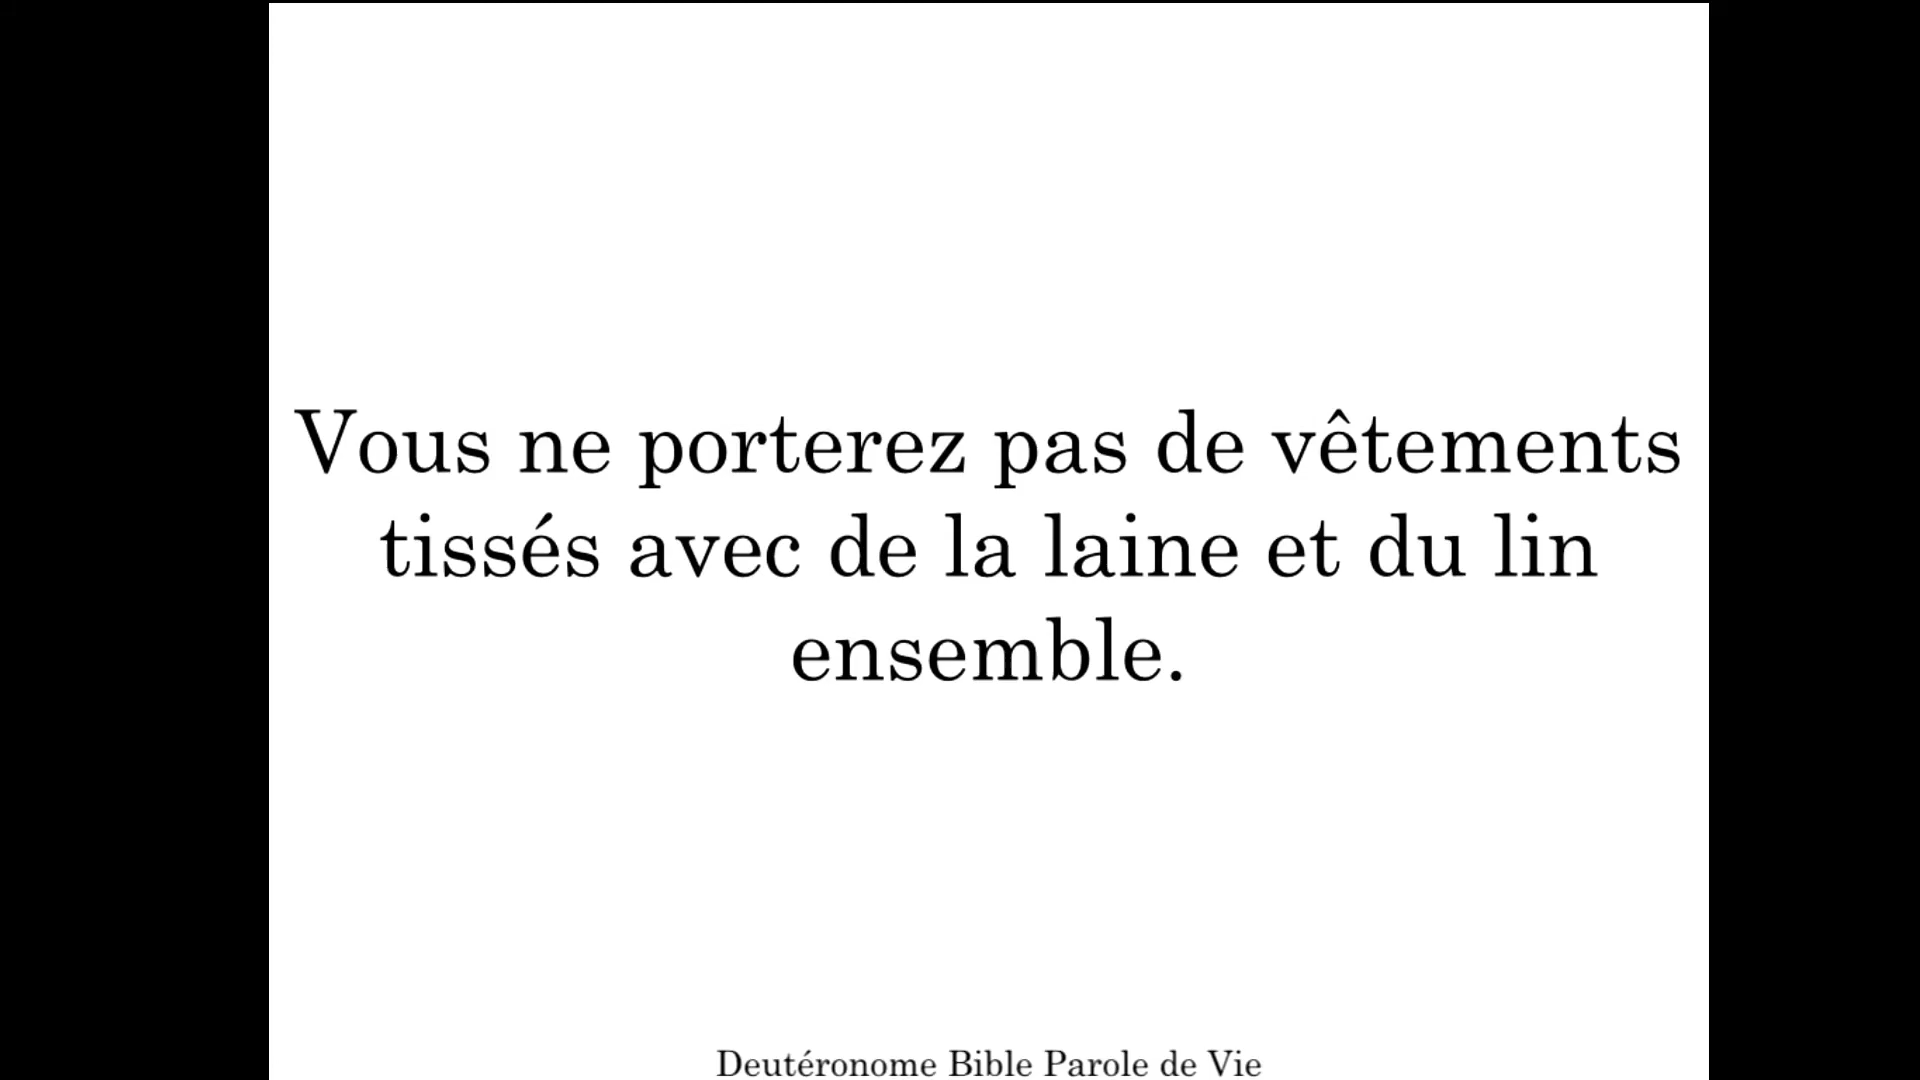 Vous ne porterez pas de vêtements
tissés avec de la laine et du lin
ensemble.
Deutéronome Bible Parole de Vie